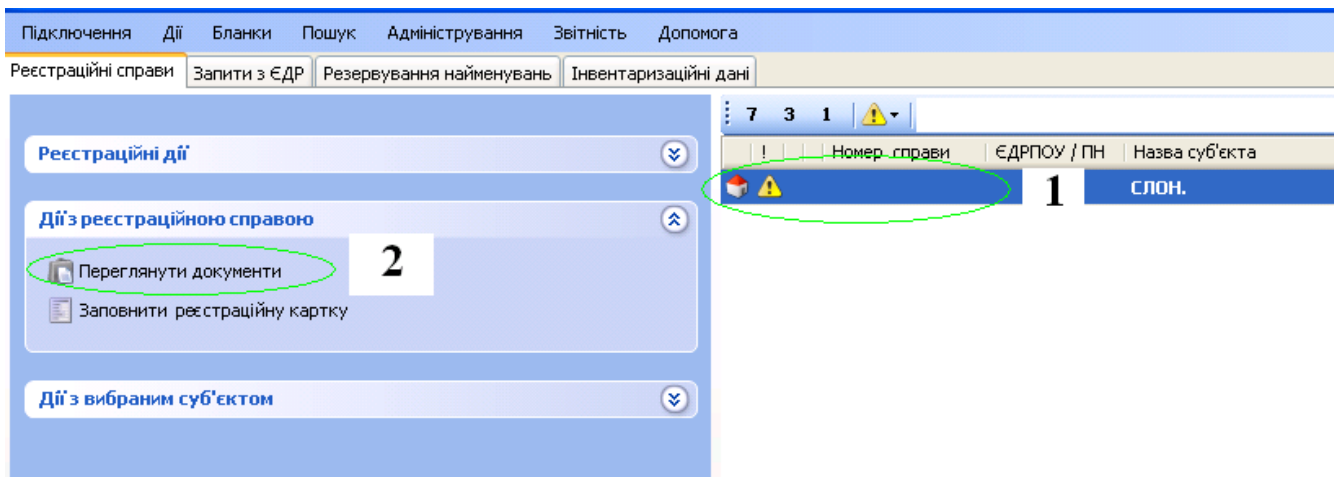 Підключення Дії Бланки Пошук Адміністрування Звітність Допомога
Реєстраційні справи Запити з ЄДР Резервування найменувань Інвентаризаційні дані
7 3 1
Реєстраційні дії
! Номер справи ЄДРПОУ / ПН Назва суб'єкта
1 СЛОН.
Дії з реєстраційною справою
Переглянути документи 2
Заповнити реєстраційну картку
Дії з вибраним суб'єктом